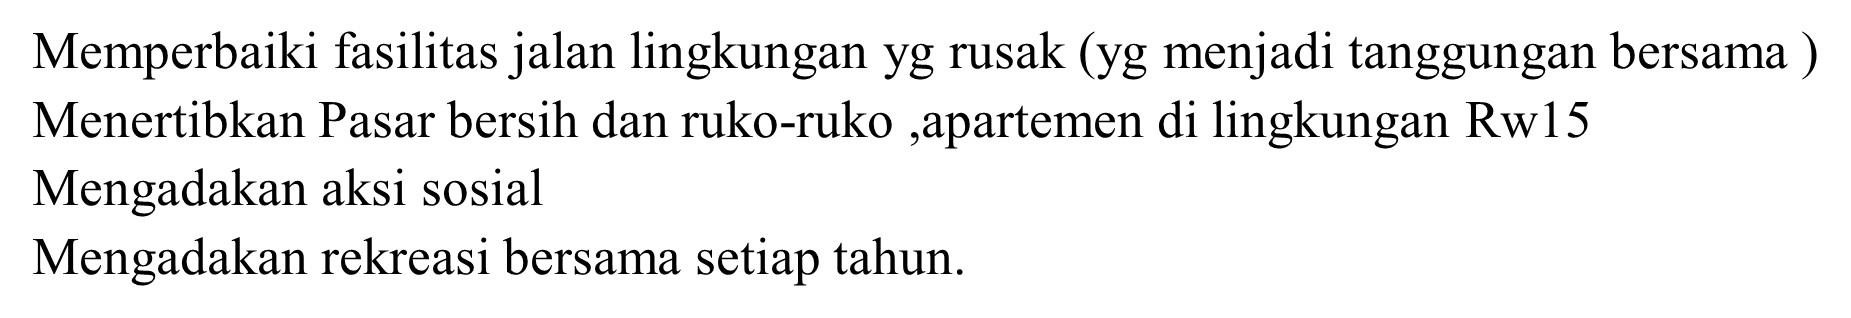 Memperbaiki fasilitas jalan lingkungan yg rusak (yg menjadi tanggungan bersama )
Menertibkan Pasar bersih dan ruko-ruko ,apartemen di lingkungan Rw15
Mengadakan aksi sosial
Mengadakan rekreasi bersama setiap tahun.